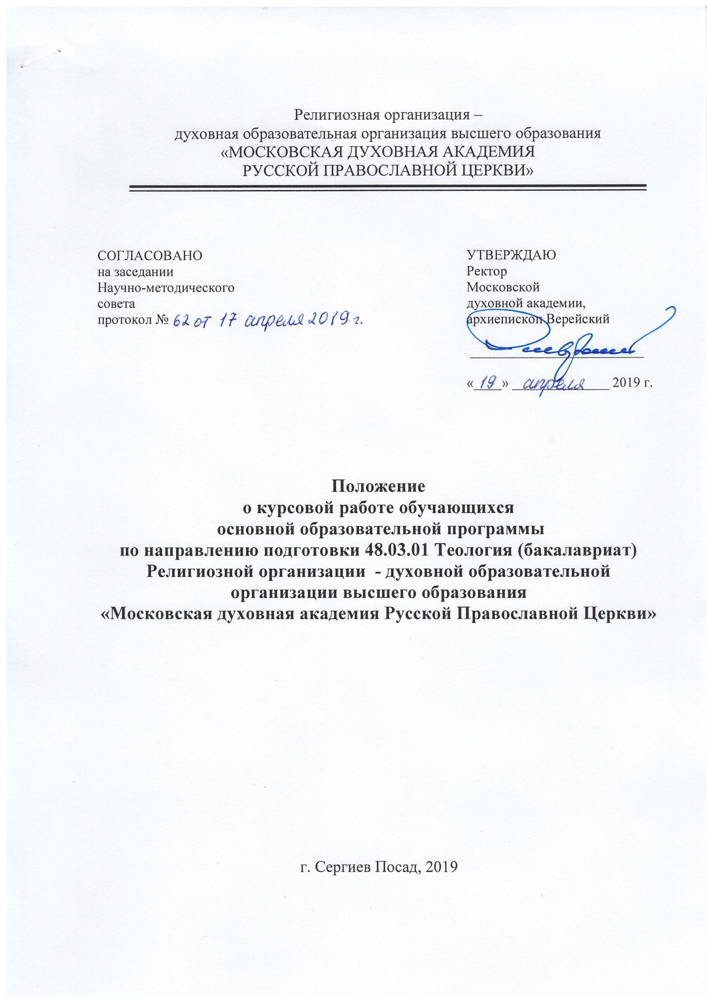 Религиозная организация –
духовная образовательная организация высшего образования
«МОСКОВСКАЯ ДУХОВНАЯ АКАДЕМИЯ
РУССКОЙ ПРАВОСЛАВНОЙ ЦЕРКВИ»
СОГЛАСОВАНО
на заседании
Научно-методического
совета
протокол № 62 от 17 апреля 2019 г.
УТВЕРЖДАЮ
Ректор
Московской
духовной академии,
архиепископ Верейский
«19» апреля 2019 г.
Положение
о курсовой работе обучающихся
основной образовательной программы
по направлению подготовки 48.03.01 Теология (бакалавриат)
Религиозной организации - духовной образовательной
организации высшего образования
«Московская духовная академия Русской Православной Церкви»
г. Сергиев Посад, 2019